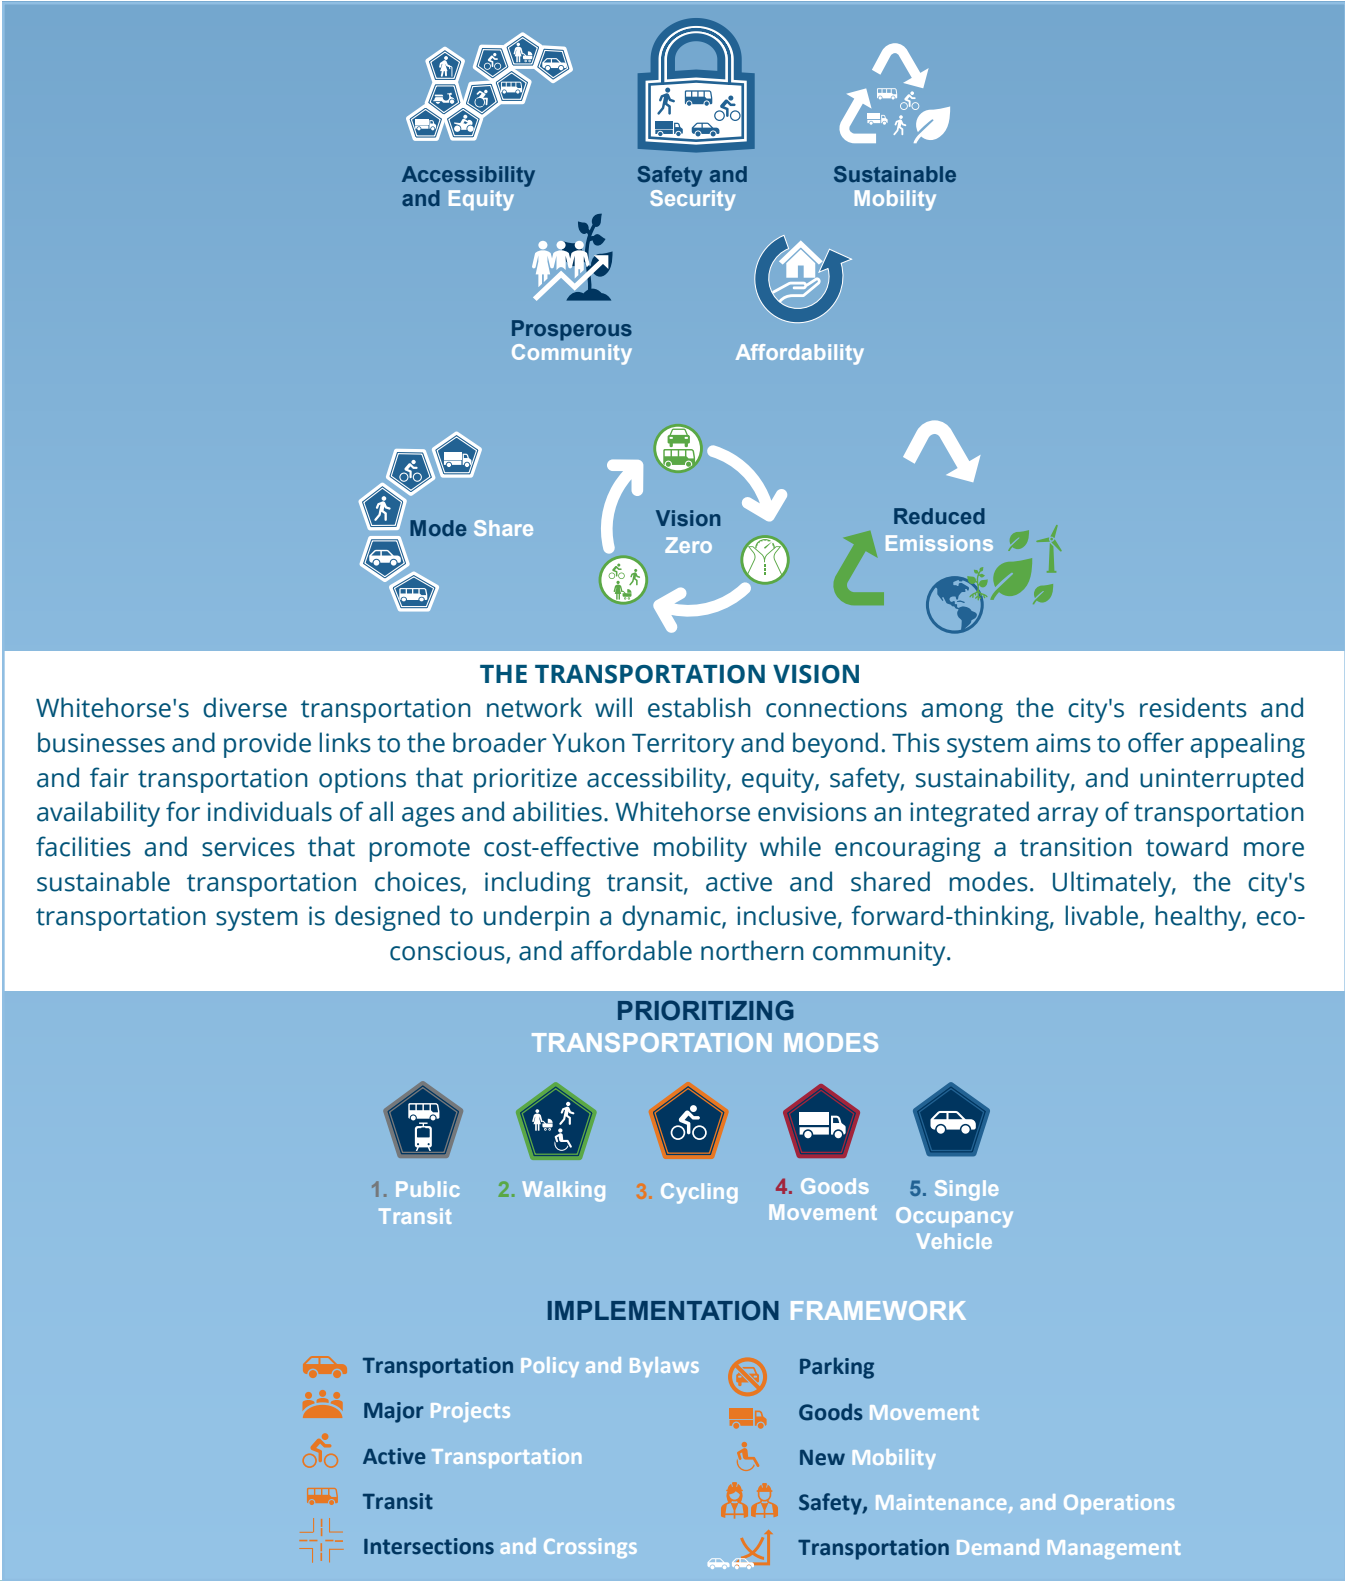 Accessibility
and Equity
Safety and
Security
Sustainable
Mobility
Prosperous
Community
Affordability
Mode Share
Vision
Zero
Reduced
Emissions
THE TRANSPORTATION VISION
Whitehorse's diverse transportation network will establish connections among the city's residents and
businesses and provide links to the broader Yukon Territory and beyond. This system aims to offer appealing
and fair transportation options that prioritize accessibility, equity, safety, sustainability, and uninterrupted
availability for individuals of all ages and abilities. Whitehorse envisions an integrated array of transportation
facilities and services that promote cost-effective mobility while encouraging a transition toward more
sustainable transportation choices, including transit, active and shared modes. Ultimately, the city's
transportation system is designed to underpin a dynamic, inclusive, forward-thinking, livable, healthy, eco-
conscious, and affordable northern community.
PRIORITIZING
TRANSPORTATION MODES
1. Public
Transit
2. Walking
3. Cycling
4. Goods
Movement
5. Single
Occupancy
Vehicle
IMPLEMENTATION FRAMEWORK
Transportation Policy and Bylaws
Major Projects
Active Transportation
Transit
Intersections and Crossings
Parking
Goods Movement
New Mobility
Safety, Maintenance, and Operations
Transportation Demand Management